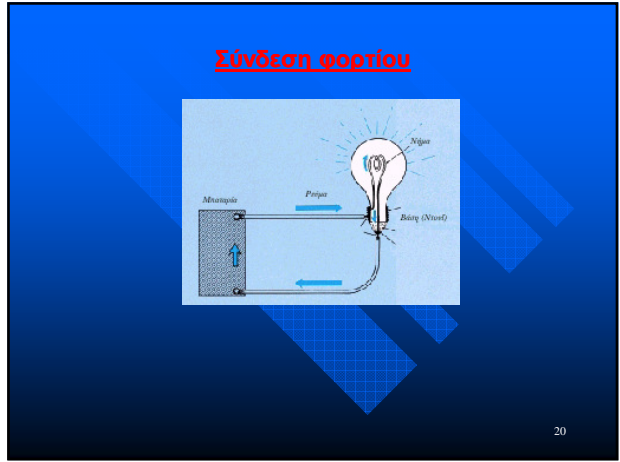 Σύνδεση φορτίου
Νήμα
Μπαταρία
Ρεύμα
Βάση (Ντουί)
20